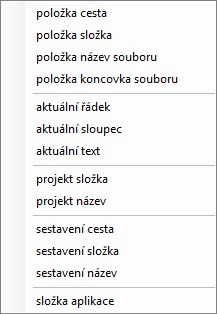 položka cesta
položka složka
položka název souboru
položka koncovka souboru
aktuální řádek
aktuální sloupec
aktuální text
projekt složka
projekt název
sestavení cesta
sestavení složka
sestavení název
složka aplikace